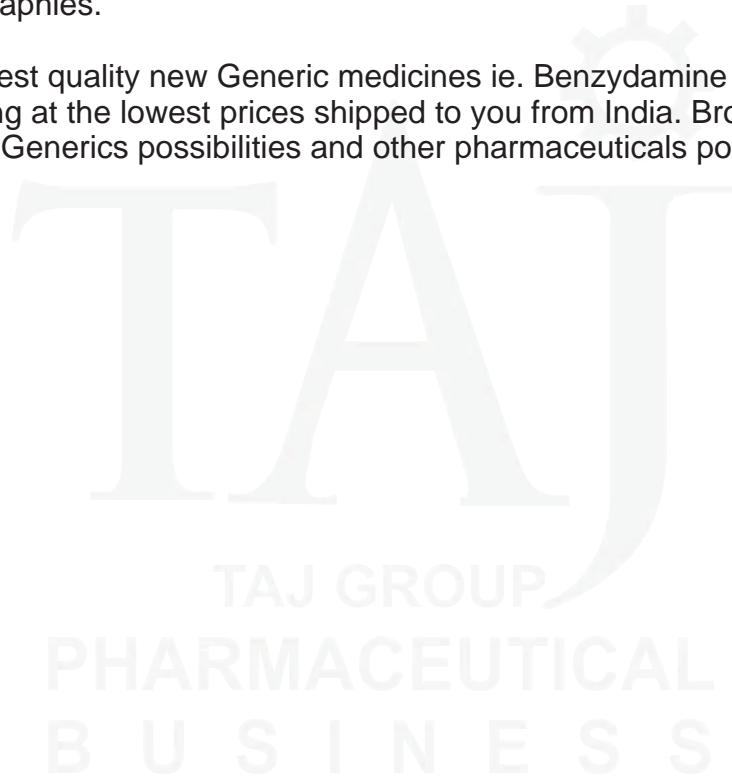 aphies.
est quality new Generic medicines ie. Benzydamine
ng at the lowest prices shipped to you from India. Bro
Generics possibilities and other pharmaceuticals po
TAJ
TAJ GROUP
PHARMACEUTICAL
BUSINESS